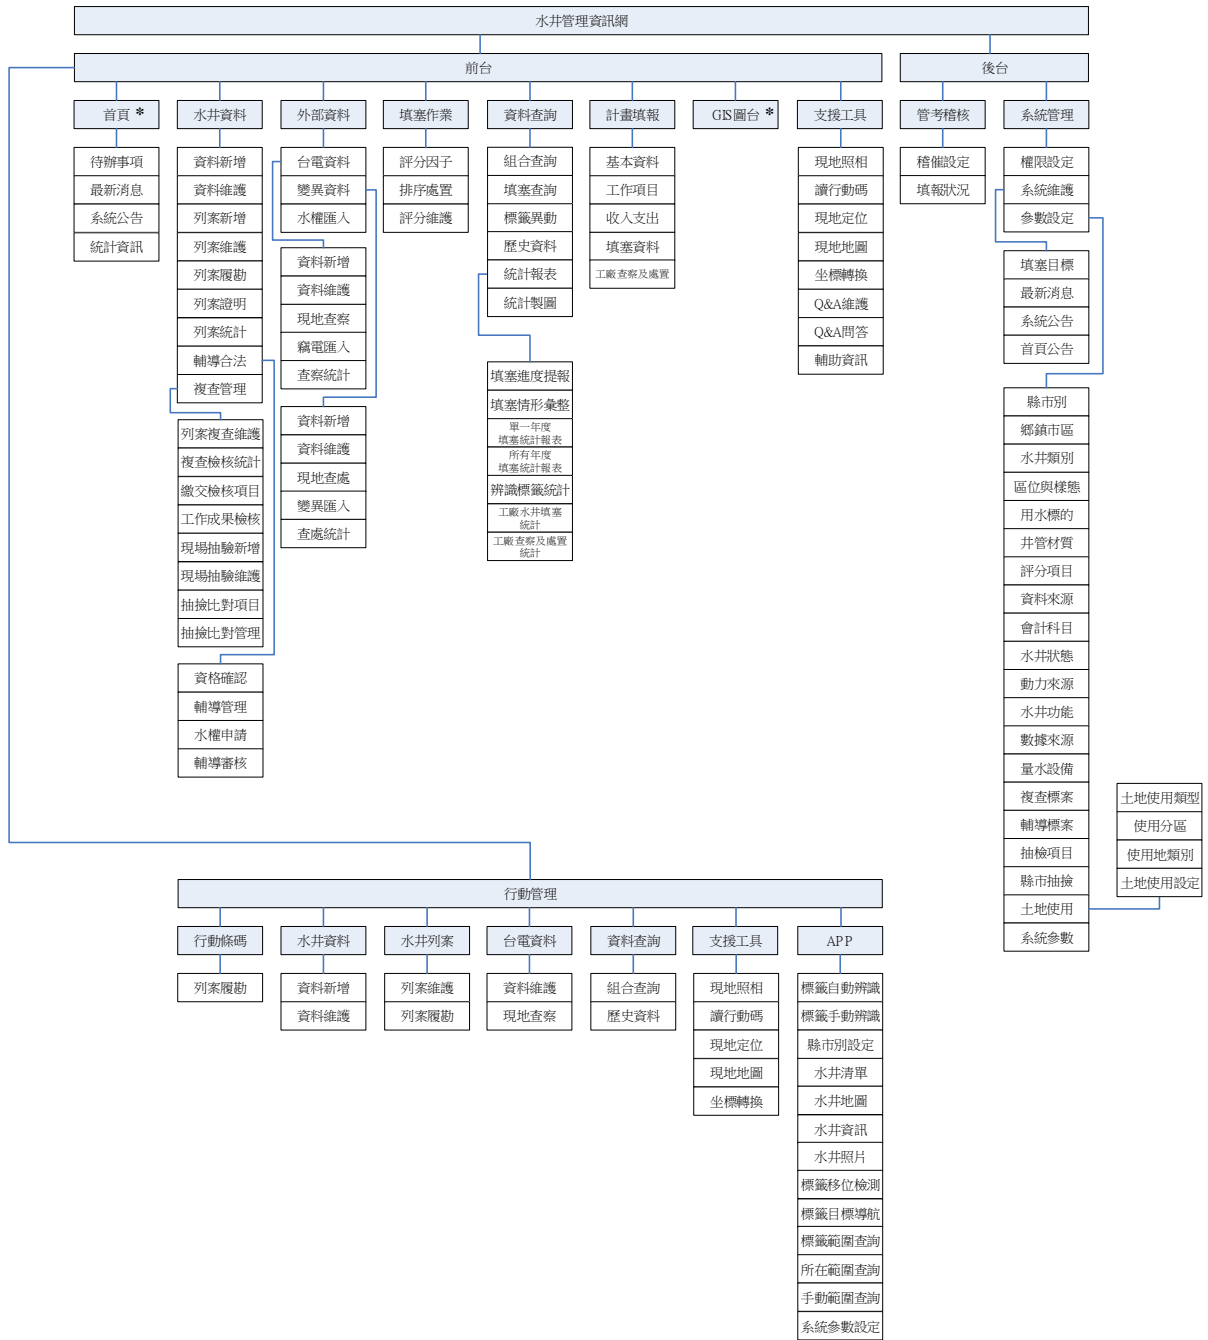 水井管理資訊網
前台
後台
首頁 *
水井資料
外部資料
填塞作業
資料查詢
計畫填報
GIS圖台 *
支援工具
管考稽核
系統管理
待辦事項
最新消息
系統公告
統計資訊
資料新增
資料維護
列案新增
列案維護
列案履勘
列案證明
列案統計
輔導合法
複查管理
列案複查維護
複查檢核統計
繳交檢核項目
工作成果檢核
現場抽驗新增
現場抽驗維護
抽撿比對項目
抽撿比對管理
資格確認
輔導管理
水權申請
輔導審核
台電資料
變異資料
水權匯入
資料新增
資料維護
現地查察
竊電匯入
查察統計
資料新增
資料維護
現地查處
變異匯入
查處統計
評分因子
排序處置
評分維護
組合查詢
填塞查詢
標籤異動
歷史資料
統計報表
統計製圖
填塞進度提報
填塞情形彙整
單一年度
填塞統計報表
所有年度
填塞統計報表
辨識標籤統計
工廠水井填塞
統計
工廠查察及處置
統計
基本資料
工作項目
收入支出
填塞資料
工廠查察及處置
現地照相
讀行動碼
現地定位
現地地圖
坐標轉換
Q&A維護
Q&A問答
輔助資訊
稽催設定
填報狀況
權限設定
系統維護
參數設定
填塞目標
最新消息
系統公告
首頁公告
縣市別
鄉鎮市區
水井類別
區位與樣態
用水標的
井管材質
評分項目
資料來源
會計科目
水井狀態
動力來源
水井功能
數據來源
量水設備
複查標案
輔導標案
抽檢項目
縣市抽撿
土地使用
系統參數
土地使用類型
使用分區
使用地類別
土地使用設定
行動管理
行動條碼
水井資料
水井列案
台電資料
資料查詢
支援工具
APP
列案履勘
資料新增
資料維護
列案維護
列案履勘
資料維護
現地查察
組合查詢
歷史資料
現地照相
讀行動碼
現地定位
現地地圖
坐標轉換
標籤自動辨識
標籤手動辨識
縣市別設定
水井清單
水井地圖
水井資訊
水井照片
標籤移位檢測
標籤目標導航
標籤範圍查詢
所在範圍查詢
手動範圍查詢
系統參數設定